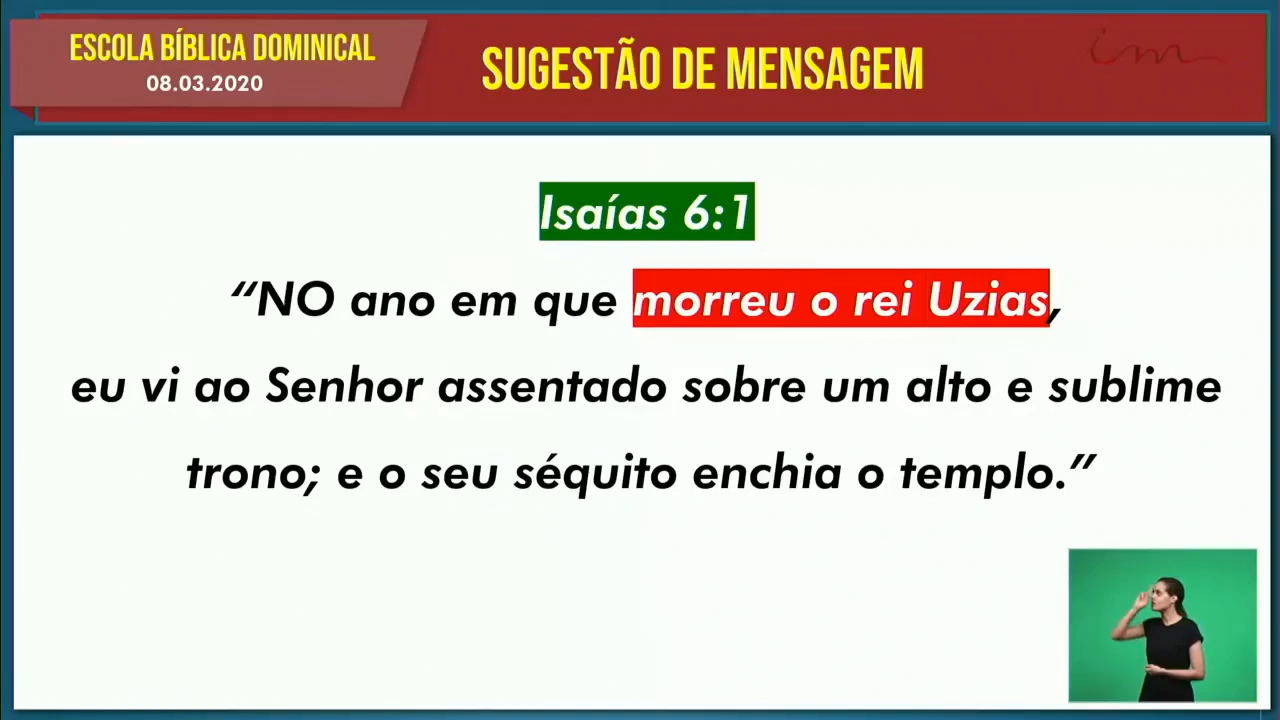 ESCOLA BÍBLICA DOMINICAL
08.03.2020
SUGESTÃO DE MENSAGEM
im
Isaías 6:1
“NO ano em que morreu o rei Uzias,
eu vi ao Senhor assentado sobre um alto e sublime
trono; e o seu séquito enchia o templo.”